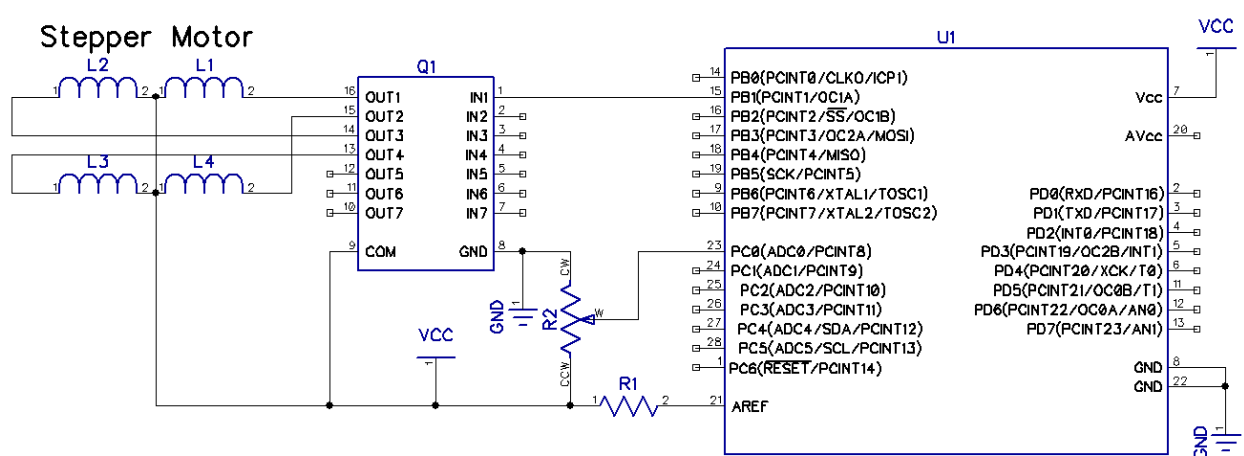 Stepper Motor
VCC
L2 L1 Q1 U1
1 2 1 2
L3 L4
1 2 1 2
16 OUT1 IN1 1
15 OUT2 IN2 2
14 OUT3 IN3 3
13 OUT4 IN4 4
12 OUT5 IN5 5
11 OUT6 IN6 6
10 OUT7 IN7 7
9 COM GND 8
14 PB0(PCINT0/CLKO/ICP1)
15 PB1(PCINT1/OC1A)
16 PB2(PCINT2/SS/OC1B)
17 PB3(PCINT3/OC2A/MOSI)
18 PB4(PCINT4/MISO)
19 PB5(SCK/PCINT5)
9 PB6(PCINT6/XTAL1/TOSC1)
10 PB7(PCINT7/XTAL2/TOSC2)
23 PC0(ADC0/PCINT8)
24 PC1(ADC1/PCINT9)
25 PC2(ADC2/PCINT10)
26 PC3(ADC3/PCINT11)
27 PC4(ADC4/SDA/PCINT12)
28 PC5(ADC5/SCL/PCINT13)
1 PC6(RESET/PCINT14)
21 AREF
1
Vcc 7
AVcc 20
PD0(RXD/PCINT16) 2
PD1(TXD/PCINT17) 3
PD2(INT0/PCINT18) 4
PD3(PCINT19/OC2B/INT1) 5
PD4(PCINT20/XCK/T0) 6
PD5(PCINT21/OC0B/T1) 11
PD6(PCINT22/OC0A/AN0) 12
PD7(PCINT23/AN1) 13
GND 8
GND 22
GND 1
CW
R2
W
CCW
GND 1
VCC
1
1 R1 2